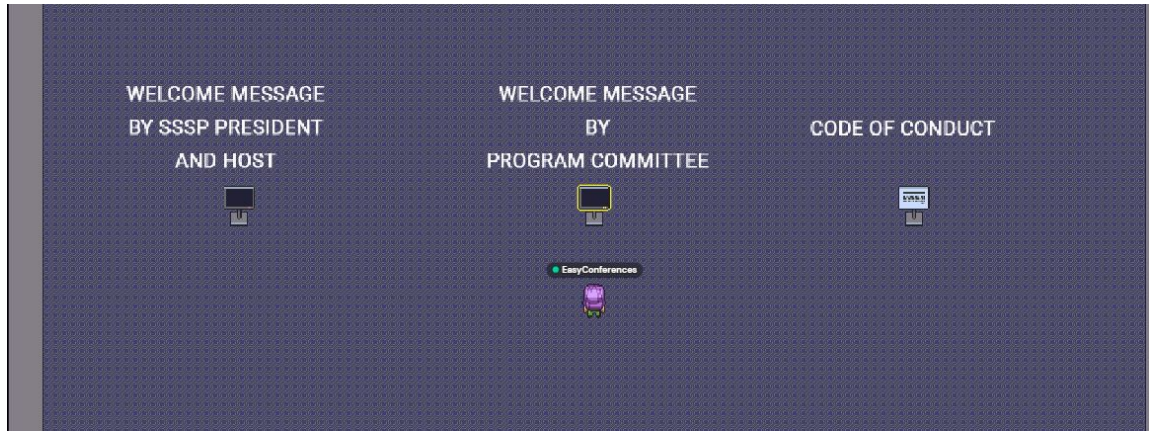 WELCOME MESSAGE
BY SSSP PRESIDENT
AND HOST
WELCOME MESSAGE
BY
PROGRAM COMMITTEE
CODE OF CONDUCT
EasyConferences